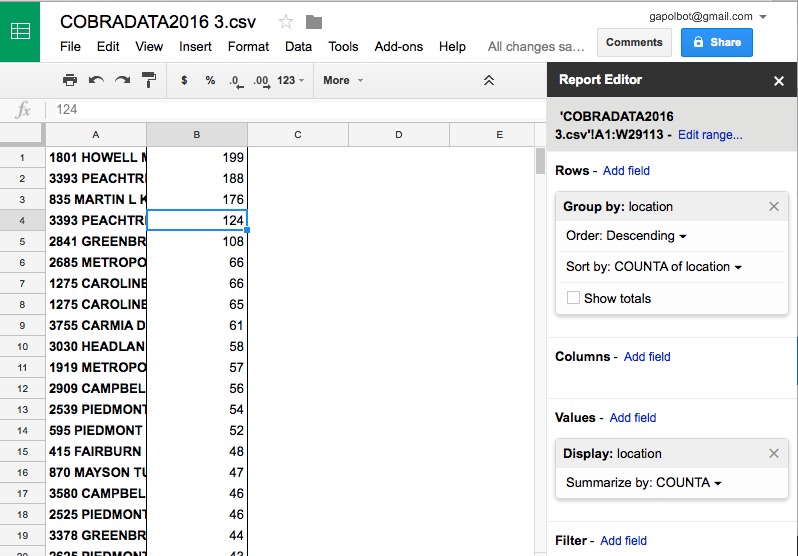 COBRADATA2016 3.csv
gapolbot@gmail.com
File Edit View Insert Format Data Tools Add-ons Help All changes sa...
Comments
Share
$ % .0 .00 123 More
fx 124
A B C D E
1 1801 HOWELL M 199
2 3393 PEACHTRI 188
3 835 MARTIN L K 176
4 3393 PEACHTRI 124
5 2841 GREENBR 108
6 2685 METROPO 66
7 1275 CAROLINE 66
8 1275 CAROLINE 65
9 3755 CARMIA D 61
10 3030 HEADLAN 58
11 1919 METROPO 57
12 2909 CAMPBEL 56
13 2539 PIEDMONT 54
14 595 PIEDMONT 52
15 415 FAIRBURN 48
16 870 MAYSON TU 47
17 3580 CAMPBEL 46
18 2525 PIEDMONT 46
19 3378 GREENBR 44
Report Editor
'COBRADATA2016
3.csv'!A1:W29113 - Edit range...
Rows - Add field
Group by: location
Order: Descending
Sort by: COUNTA of location
Show totals
Columns - Add field
Values - Add field
Display: location
Summarize by: COUNTA
Filter - Add field